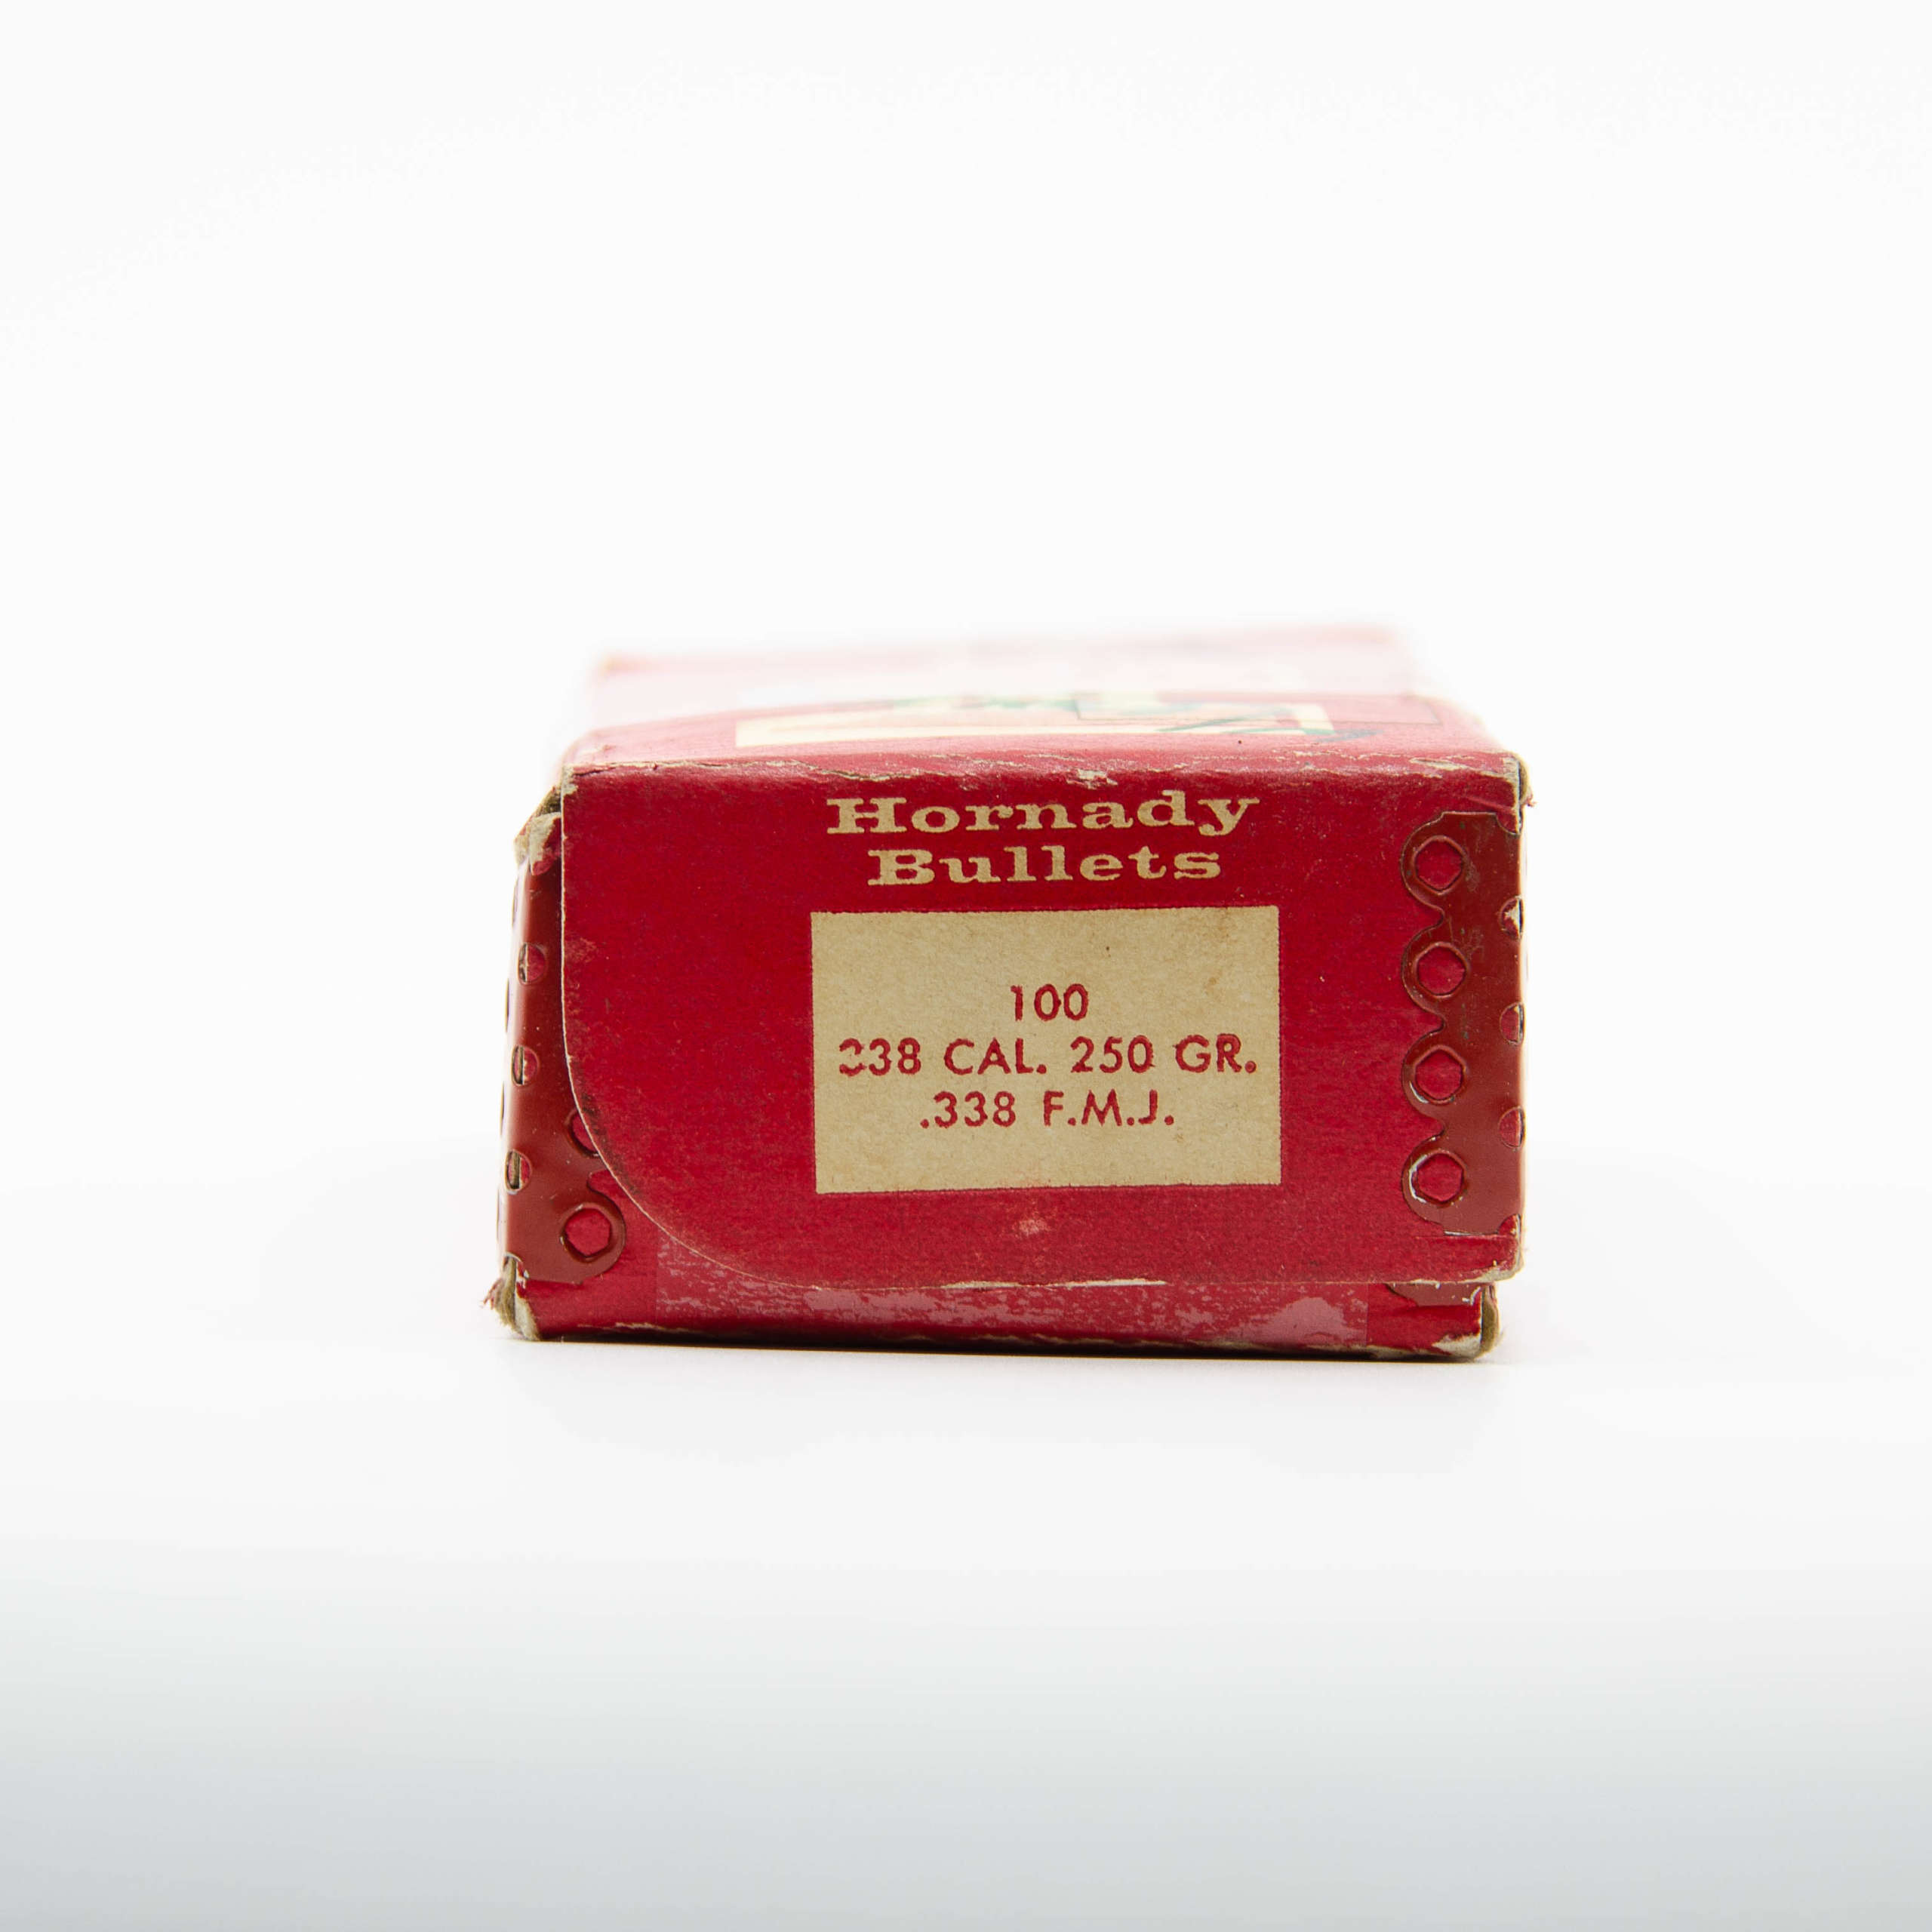 Hornady
Bullets
100
338 CAL. 250 GR.
.338 F.M.J.